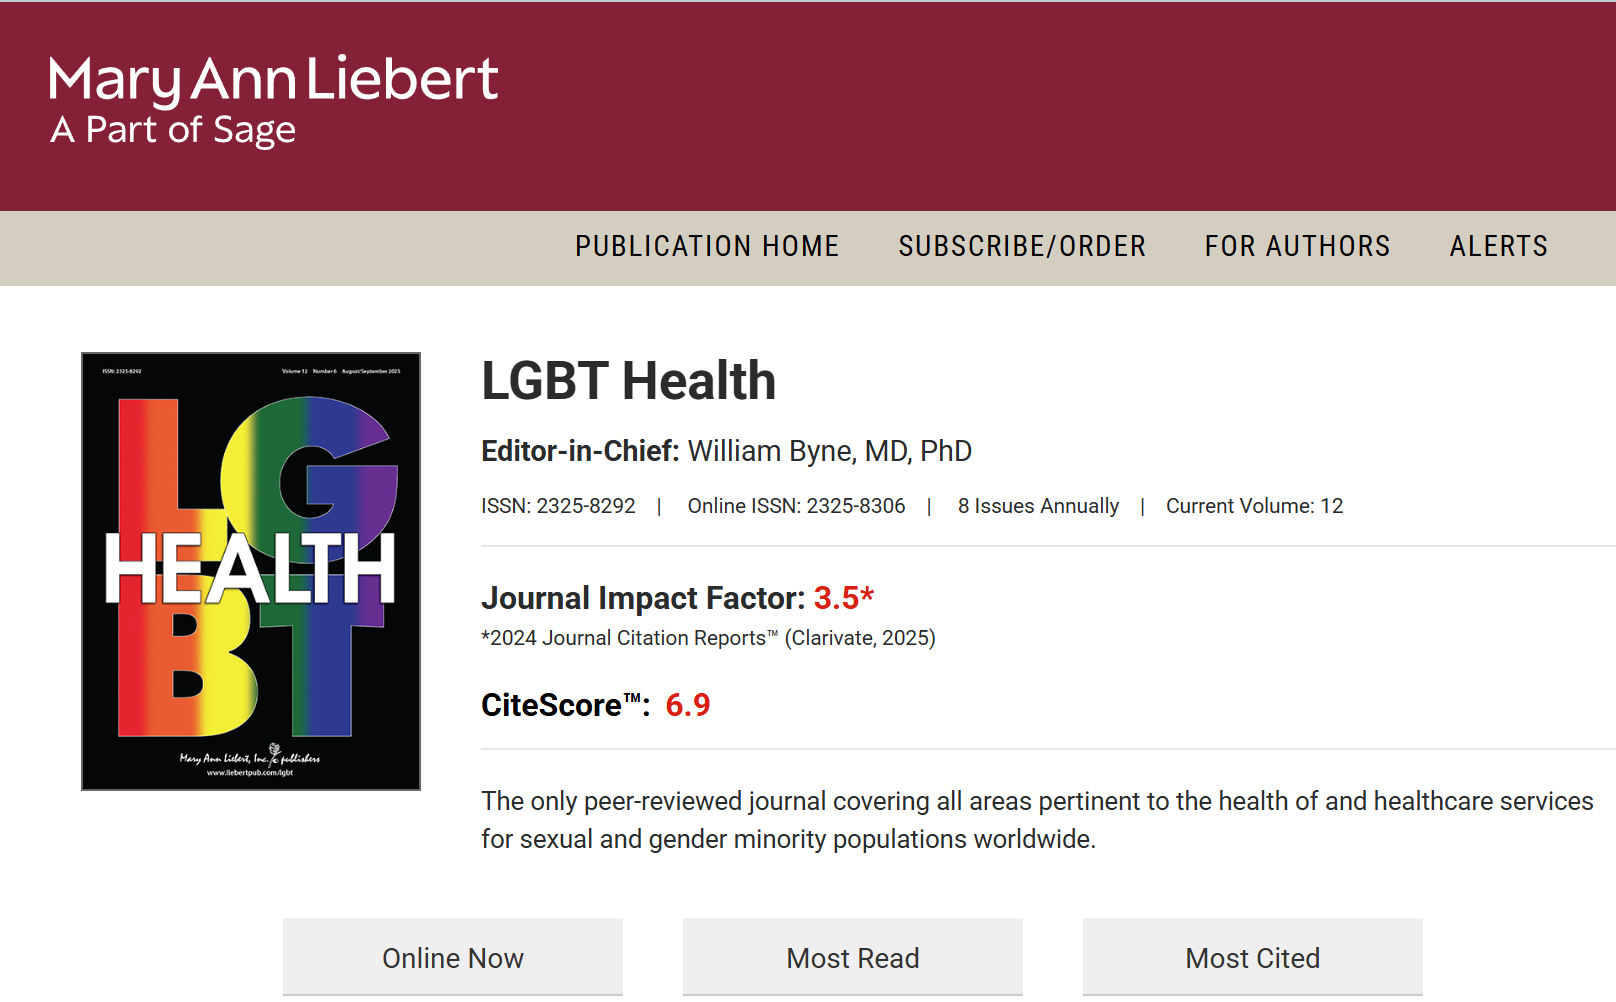 Mary Ann Liebert
A Part of Sage
PUBLICATION HOME SUBSCRIBE/ORDER FOR AUTHORS ALERTS
ISSN: 2325-8292 Volume 12 Number 6 August/September 2025
LG
HEALTH
BT
Mary Ann Liebert, Inc. publishers
www.liebertpub.com/lgbt
LGBT Health
Editor-in-Chief: William Byne, MD, PhD
ISSN: 2325-8292 | Online ISSN: 2325-8306 | 8 Issues Annually | Current Volume: 12
Journal Impact Factor: 3.5*
*2024 Journal Citation Reports™ (Clarivate, 2025)
CiteScore™: 6.9
The only peer-reviewed journal covering all areas pertinent to the health of and healthcare services
for sexual and gender minority populations worldwide.
Online Now Most Read Most Cited